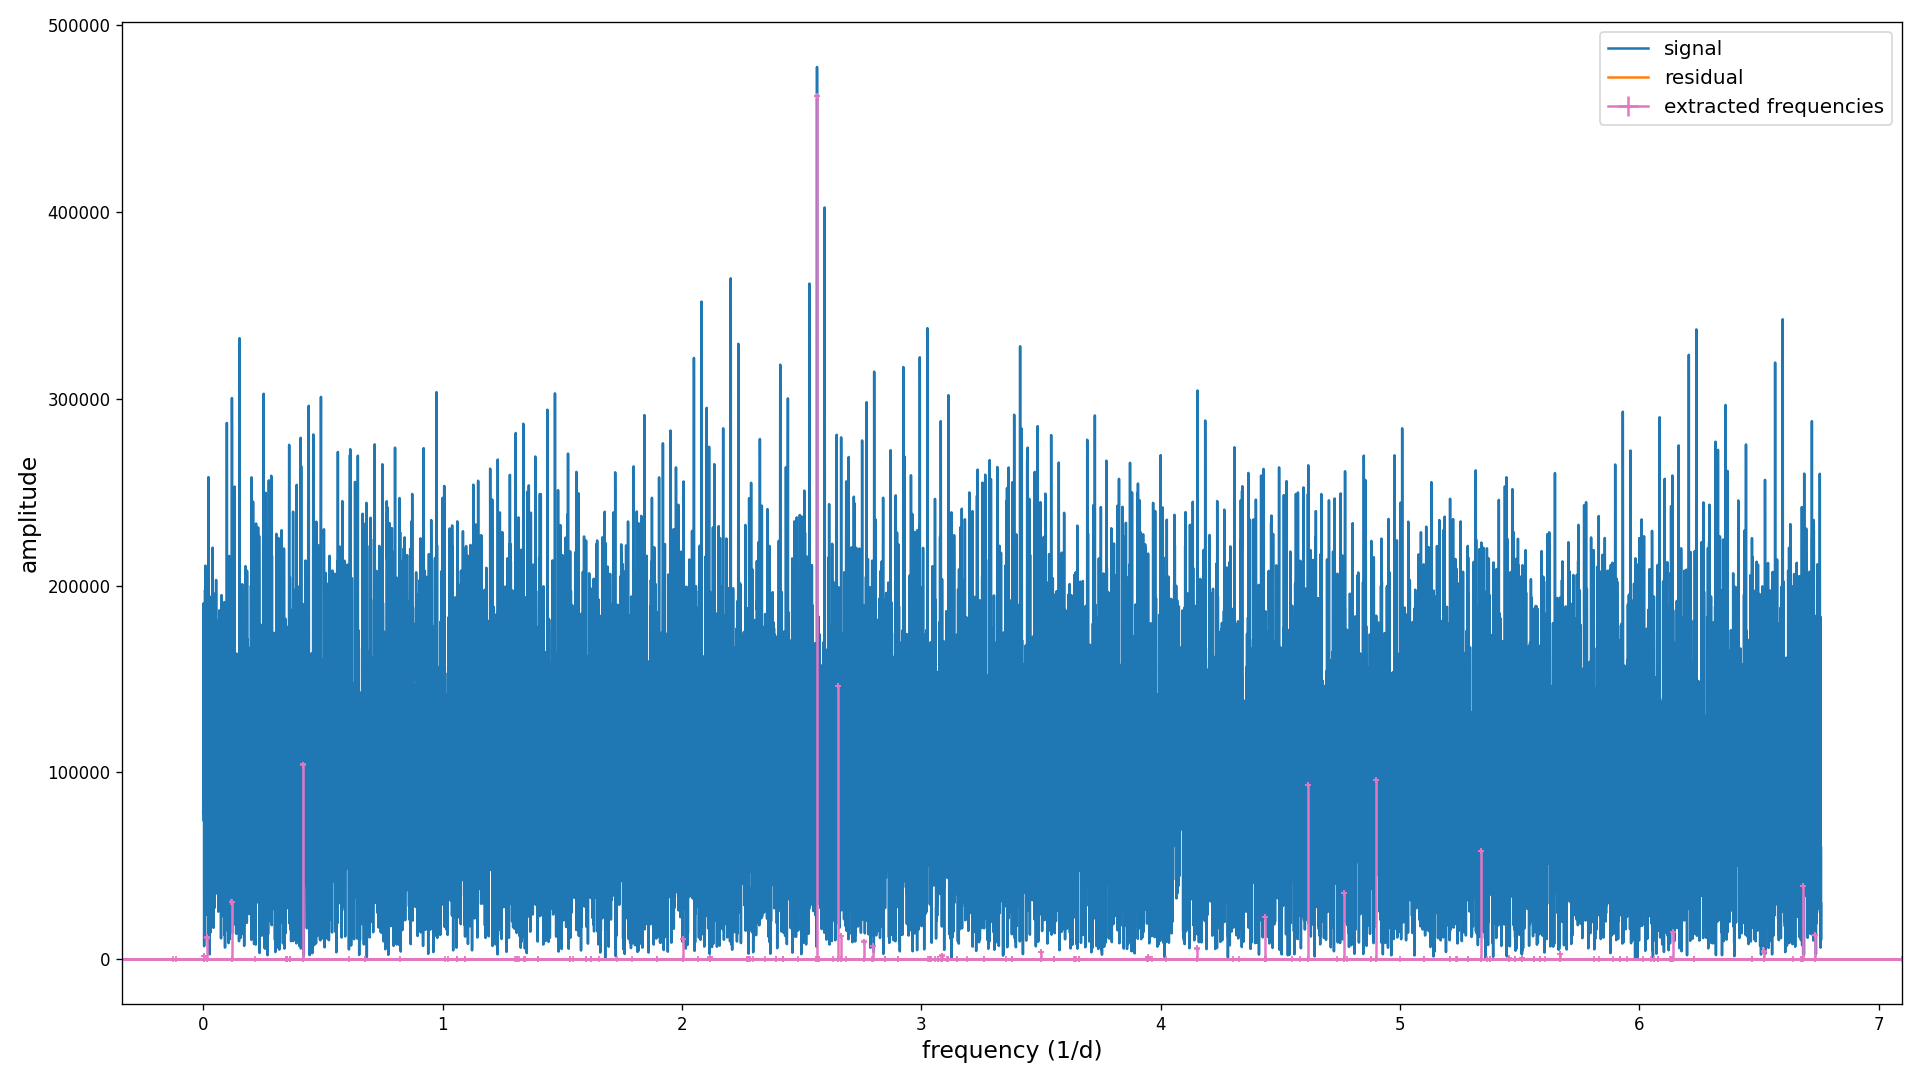 500000
400000
300000
200000
100000
0
amplitude
signal
residual
extracted frequencies
0 1 2 3 4 5 6 7
frequency (1/d)